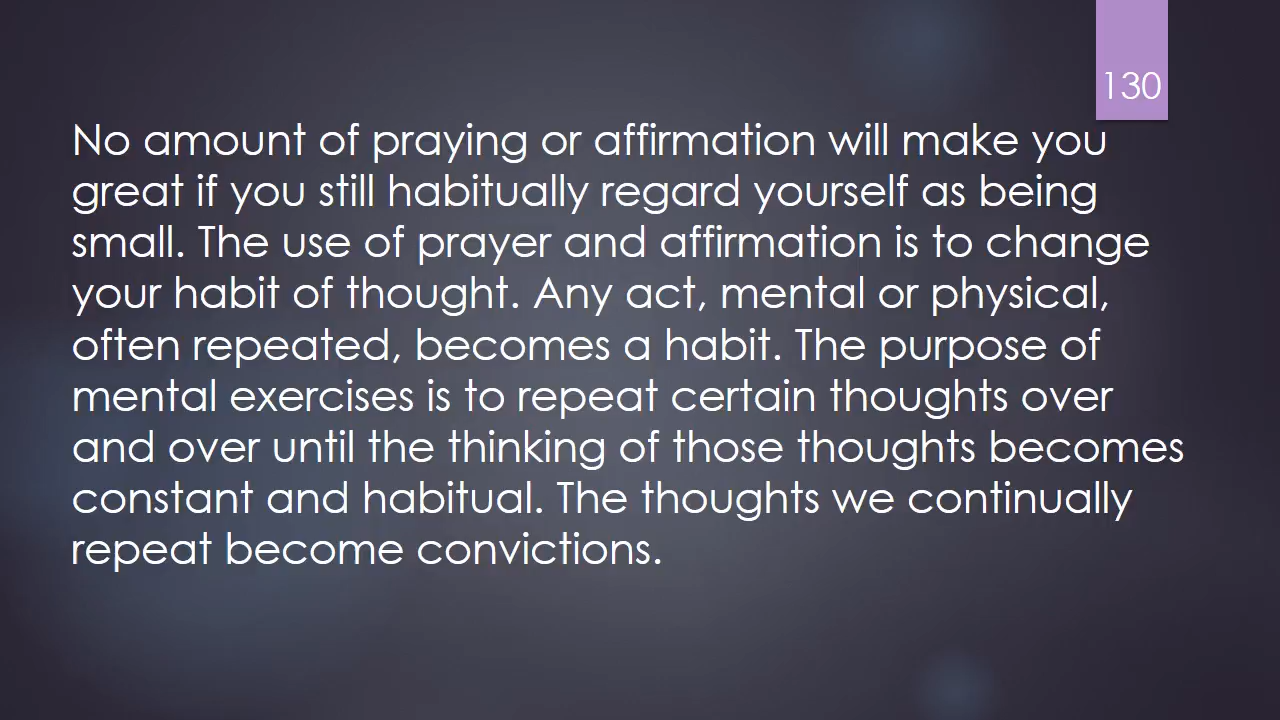 130
No amount of praying or affirmation will make you
great if you still habitually regard yourself as being
small. The use of prayer and affirmation is to change
your habit of thought. Any act, mental or physical,
often repeated, becomes a habit. The purpose of
mental exercises is to repeat certain thoughts over
and over until the thinking of those thoughts becomes
constant and habitual. The thoughts we continually
repeat become convictions.